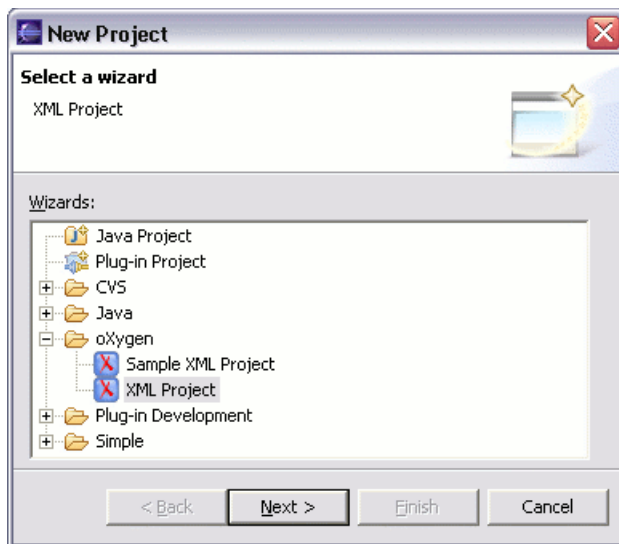 New Project
Select a wizard
XML Project
Wizards:
Java Project
Plug-in Project
CVS
Java
oXygen
Sample XML Project
XML Project
Plug-in Development
Simple
< Back Next > Finish Cancel